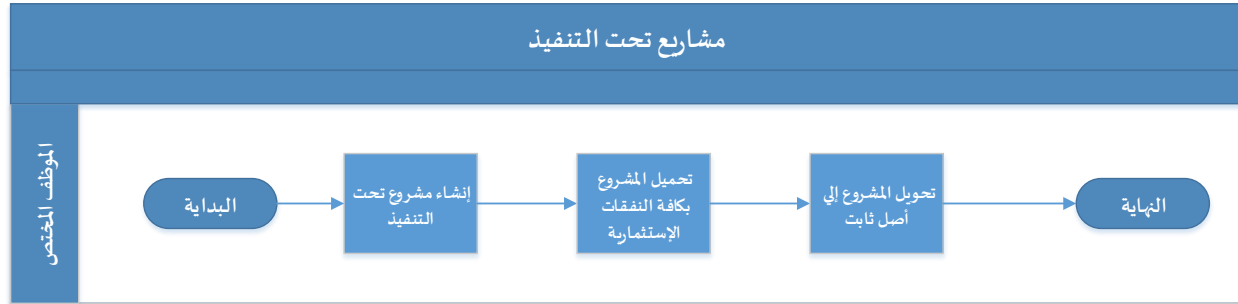 مشاريع تحت التنفيذ
الموظف المختص
البداية
إنشاء مشروع تحت
التنفيذ
تحميل المشروع
بكافة النفقات
الإستثمارية
تحويل المشروع إلي
أصل ثابت
النهاية